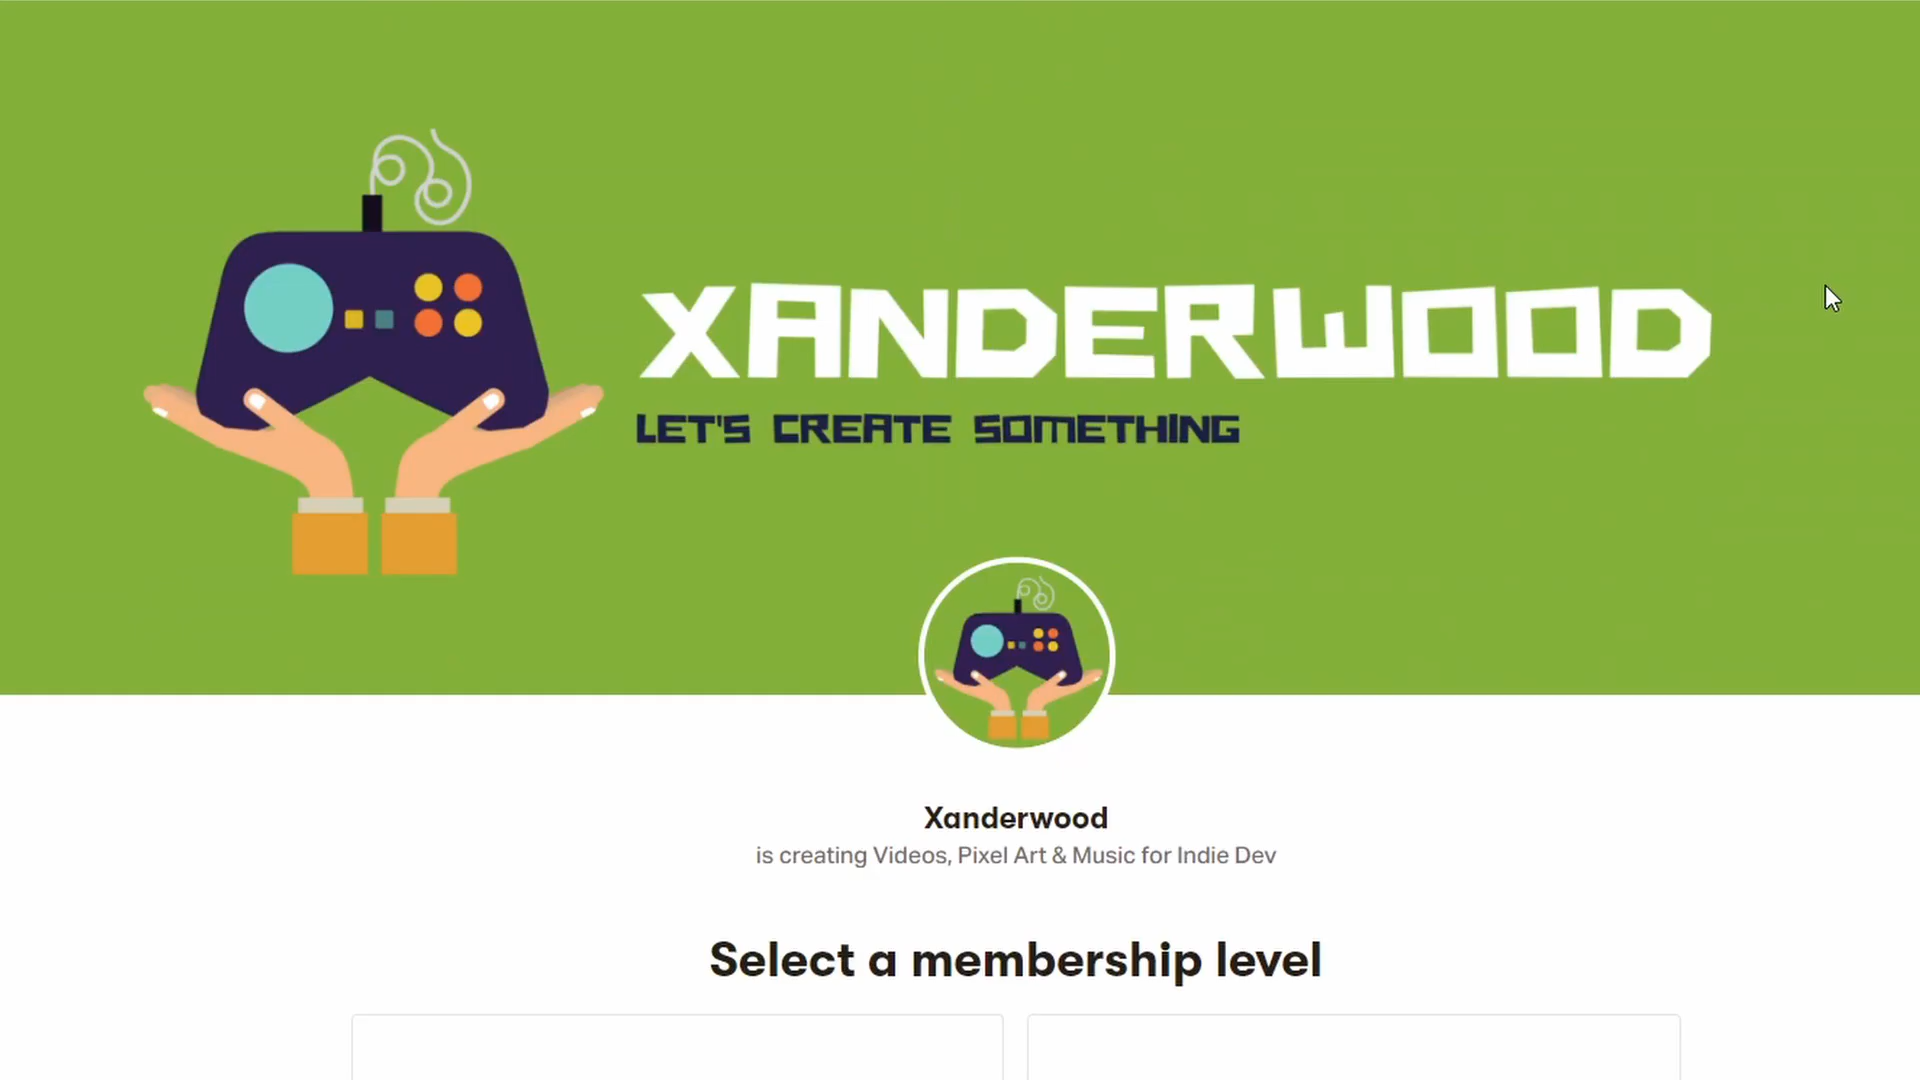 XANDERWOOD
LET'S CREATE SOMETHING
Xanderwood
is creating Videos, Pixel Art & Music for Indie Dev
Select a membership level